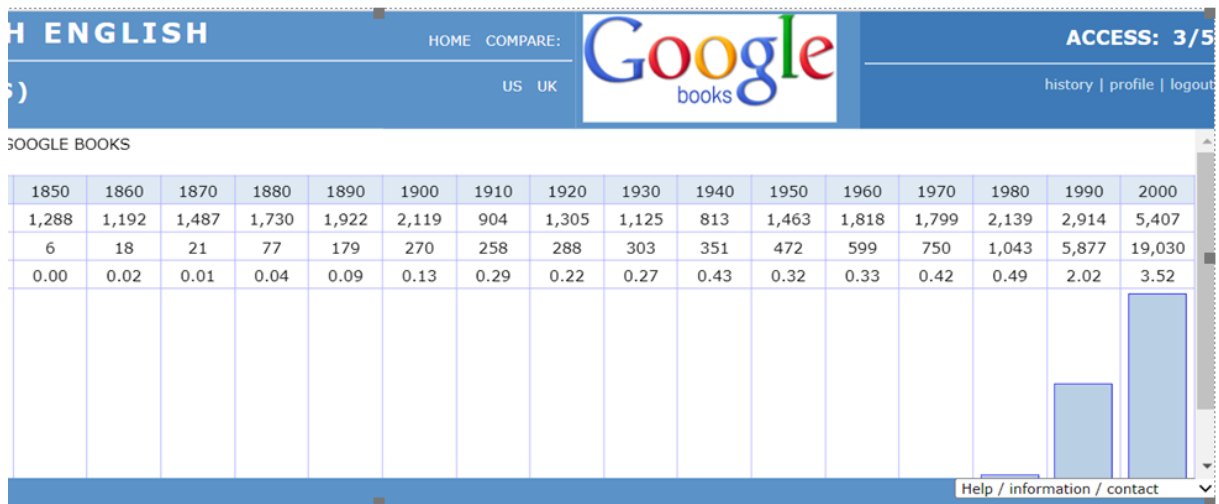 H ENGLISH
HOME COMPARE:
S)
US UK
Google
books
ACCESS: 3/5
history | profile | logout
GOOGLE BOOKS
1850 1860 1870 1880 1890 1900 1910 1920 1930 1940 1950 1960 1970 1980 1990 2000
1,288 1,192 1,487 1,730 1,922 2,119 904 1,305 1,125 813 1,463 1,818 1,799 2,139 2,914 5,407
6 18 21 77 179 270 258 288 303 351 472 599 750 1,043 5,877 19,030
0.00 0.02 0.01 0.04 0.09 0.13 0.29 0.22 0.27 0.43 0.32 0.33 0.42 0.49 2.02 3.52
Help / information / contact